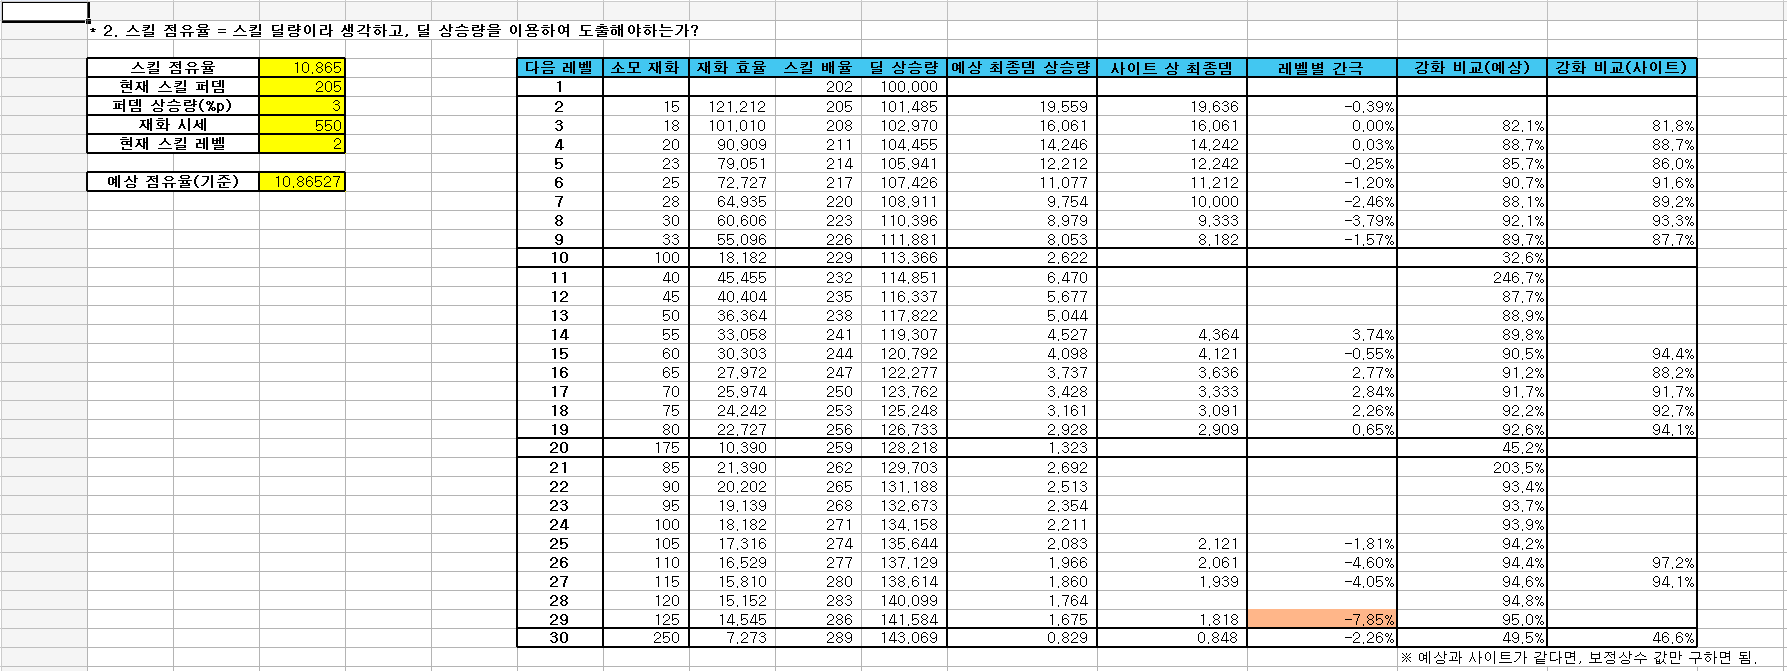 * 2. 스킬 점유율 = 스킬 딜량이라 생각하고, 딜 상승량을 이용하여 도출해야하는가?
스킬 점유율 10.865
현재 스킬 퍼뎀 205
퍼뎀 상승량(%p) 3
재화 시세 550
현재 스킬 레벨 2
예상 점유율(기준) 10.86527
다음 레벨 소모 재화 재화 효율 스킬 배율 딜 상승량 예상 최종뎀 상승량 사이트 상 최종뎀 레벨별 간극 강화 비교(예상) 강화 비교(사이트)
1 202 100.000
2 15 121.212 205 101.485 19.559 19.636 -0.39%
3 18 101.010 208 102.970 16.061 16.061 0.00% 82.1% 81.8%
4 20 90.909 211 104.455 14.246 14.242 0.03% 88.7% 88.7%
5 23 79.051 214 105.941 12.212 12.242 -0.25% 85.7% 86.0%
6 25 72.727 217 107.426 11.077 11.212 -1.20% 90.7% 91.6%
7 28 64.935 220 108.911 9.754 10.000 -2.46% 88.1% 89.2%
8 30 60.606 223 110.396 8.979 9.333 -3.79% 92.1% 93.3%
9 33 55.096 226 111.881 8.053 8.182 -1.57% 89.7% 87.7%
10 100 18.182 229 113.366 2.622 32.6%
11 40 45.455 232 114.851 6.470 246.7%
12 45 40.404 235 116.337 5.677 87.7%
13 50 36.364 238 117.822 5.044 88.9%
14 55 33.058 241 119.307 4.527 4.364 3.74% 89.8%
15 60 30.303 244 120.792 4.098 4.121 -0.55% 90.5% 94.4%
16 65 27.972 247 122.277 3.737 3.636 2.77% 91.2% 88.2%
17 70 25.974 250 123.762 3.428 3.333 2.84% 91.7% 91.7%
18 75 24.242 253 125.248 3.161 3.091 2.26% 92.2% 92.7%
19 80 22.727 256 126.733 2.928 2.909 0.65% 92.6% 94.1%
20 175 10.390 259 128.218 1.323 45.2%
21 85 21.390 262 129.703 2.692 203.5%
22 90 20.202 265 131.188 2.513 93.4%
23 95 19.139 268 132.673 2.354 93.7%
24 100 18.182 271 134.158 2.211 93.9%
25 105 17.316 274 135.644 2.083 2.121 -1.81% 94.2%
26 110 16.529 277 137.129 1.966 2.061 -4.60% 94.4% 97.2%
27 115 15.810 280 138.614 1.860 1.939 -4.05% 94.6% 94.1%
28 120 15.152 283 140.099 1.764 94.8%
29 125 14.545 286 141.584 1.675 1.818 -7.85% 95.0%
30 250 7.273 289 143.069 0.829 0.848 -2.26% 49.5% 46.6%
※ 예상과 사이트가 같다면, 보정상수 값만 구하면 됨.